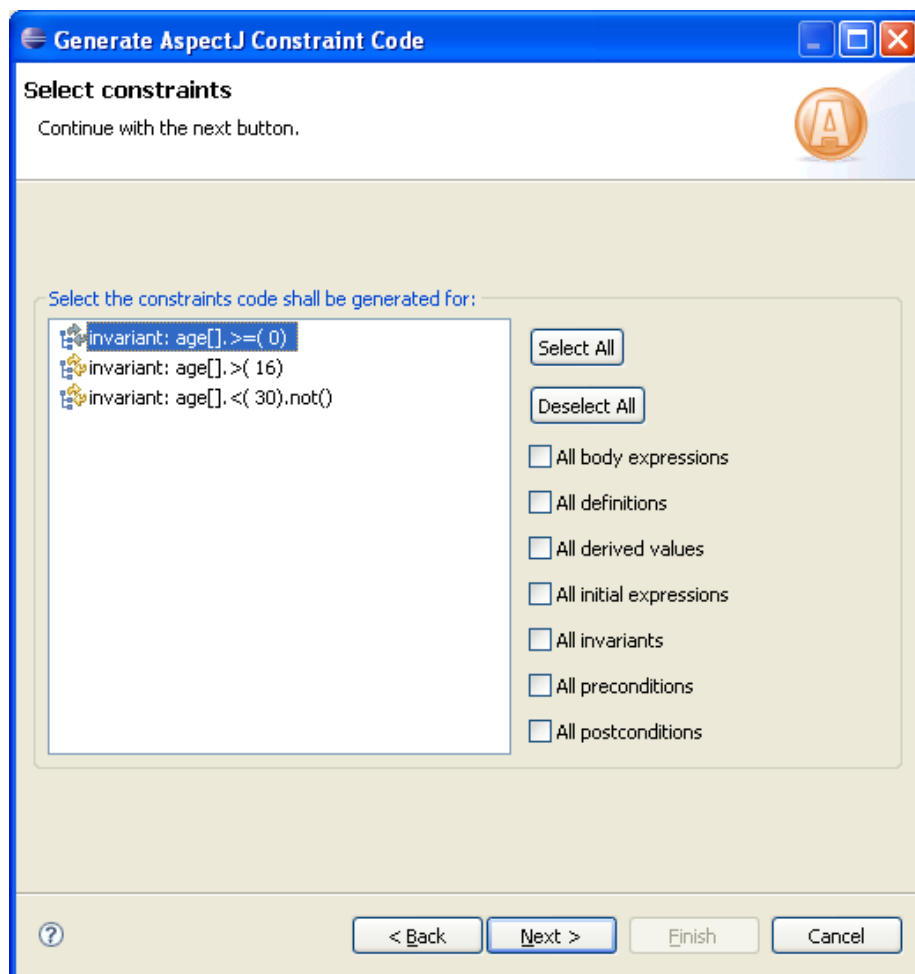 Generate AspectJ Constraint Code
Select constraints
Continue with the next button.
A
Select the constraints code shall be generated for:
invariant: age[].>=( 0)
invariant: age[].>( 16)
invariant: age[].<( 30).not()
Select All
Deselect All
All body expressions
All definitions
All derived values
All initial expressions
All invariants
All preconditions
All postconditions
?
< Back
Next >
Finish
Cancel